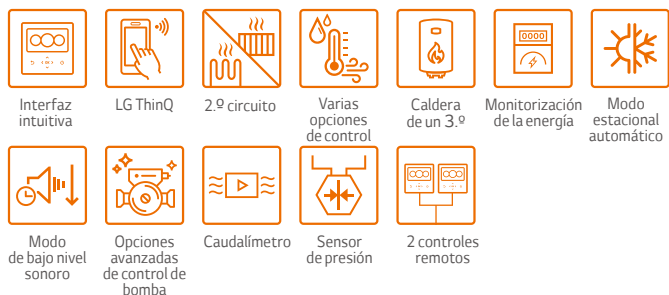 Interfaz
intuitiva
LG ThinQ
2.º circuito
Varias
opciones
de control
Caldera
de un 3.º
Monitorización
de la energía
Modo
estacional
automático
Modo
de bajo nivel
sonoro
Opciones
avanzadas
de control de
bomba
Caudalímetro
Sensor
de presión
2 controles
remotos